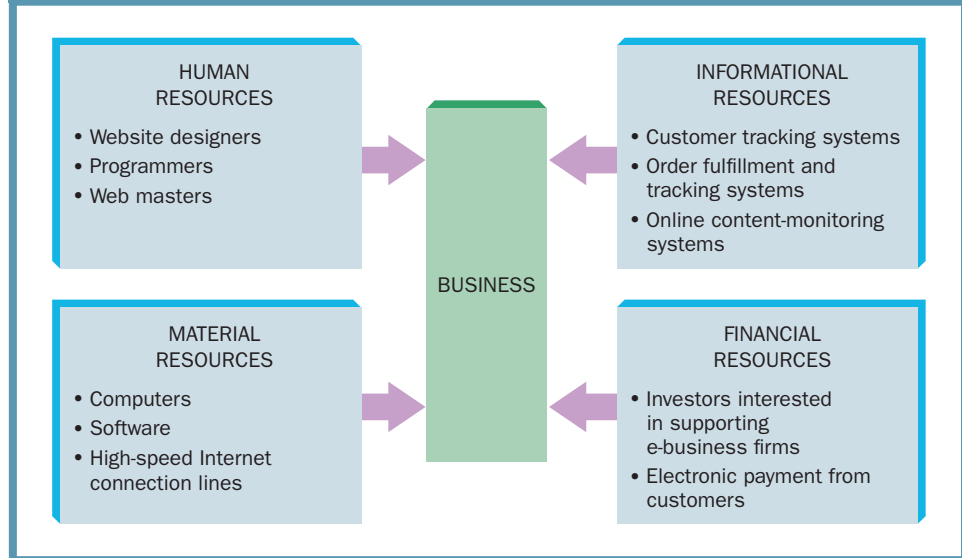 HUMAN
RESOURCES
• Website designers
• Programmers
• Web masters
INFORMATIONAL
RESOURCES
• Customer tracking systems
• Order fulfillment and
tracking systems
• Online content-monitoring
systems
BUSINESS
MATERIAL
RESOURCES
• Computers
• Software
• High-speed Internet
connection lines
FINANCIAL
RESOURCES
• Investors interested
in supporting
e-business firms
• Electronic payment from
customers